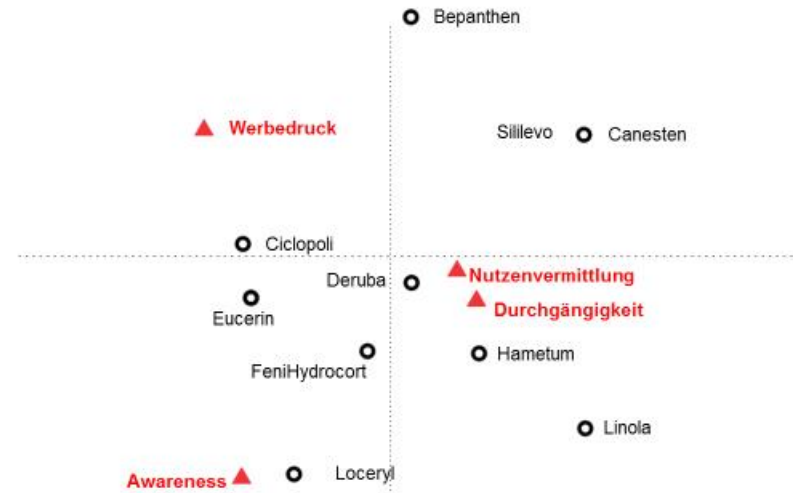 Bepanthen
Werbedruck
Sililevo
Canesten
Ciclopoli
Deruba
Nutzenvermittlung
Durchgängigkeit
Eucerin
FeniHydrocort
Hametum
Linola
Awareness
Loceryl